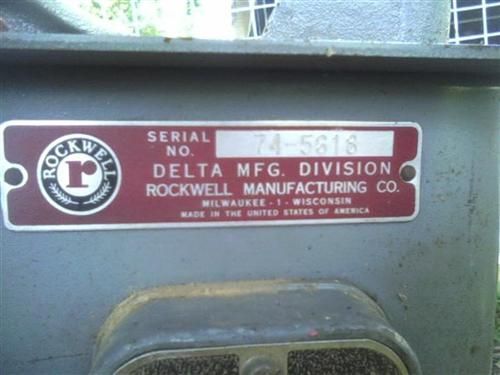 ROCKWELL
r
SERIAL NO. 74-5618
DELTA MFG. DIVISION
ROCKWELL MANUFACTURING CO.
MILWAUKEE - 1 - WISCONSIN
MADE IN THE UNITED STATES OF AMERICA